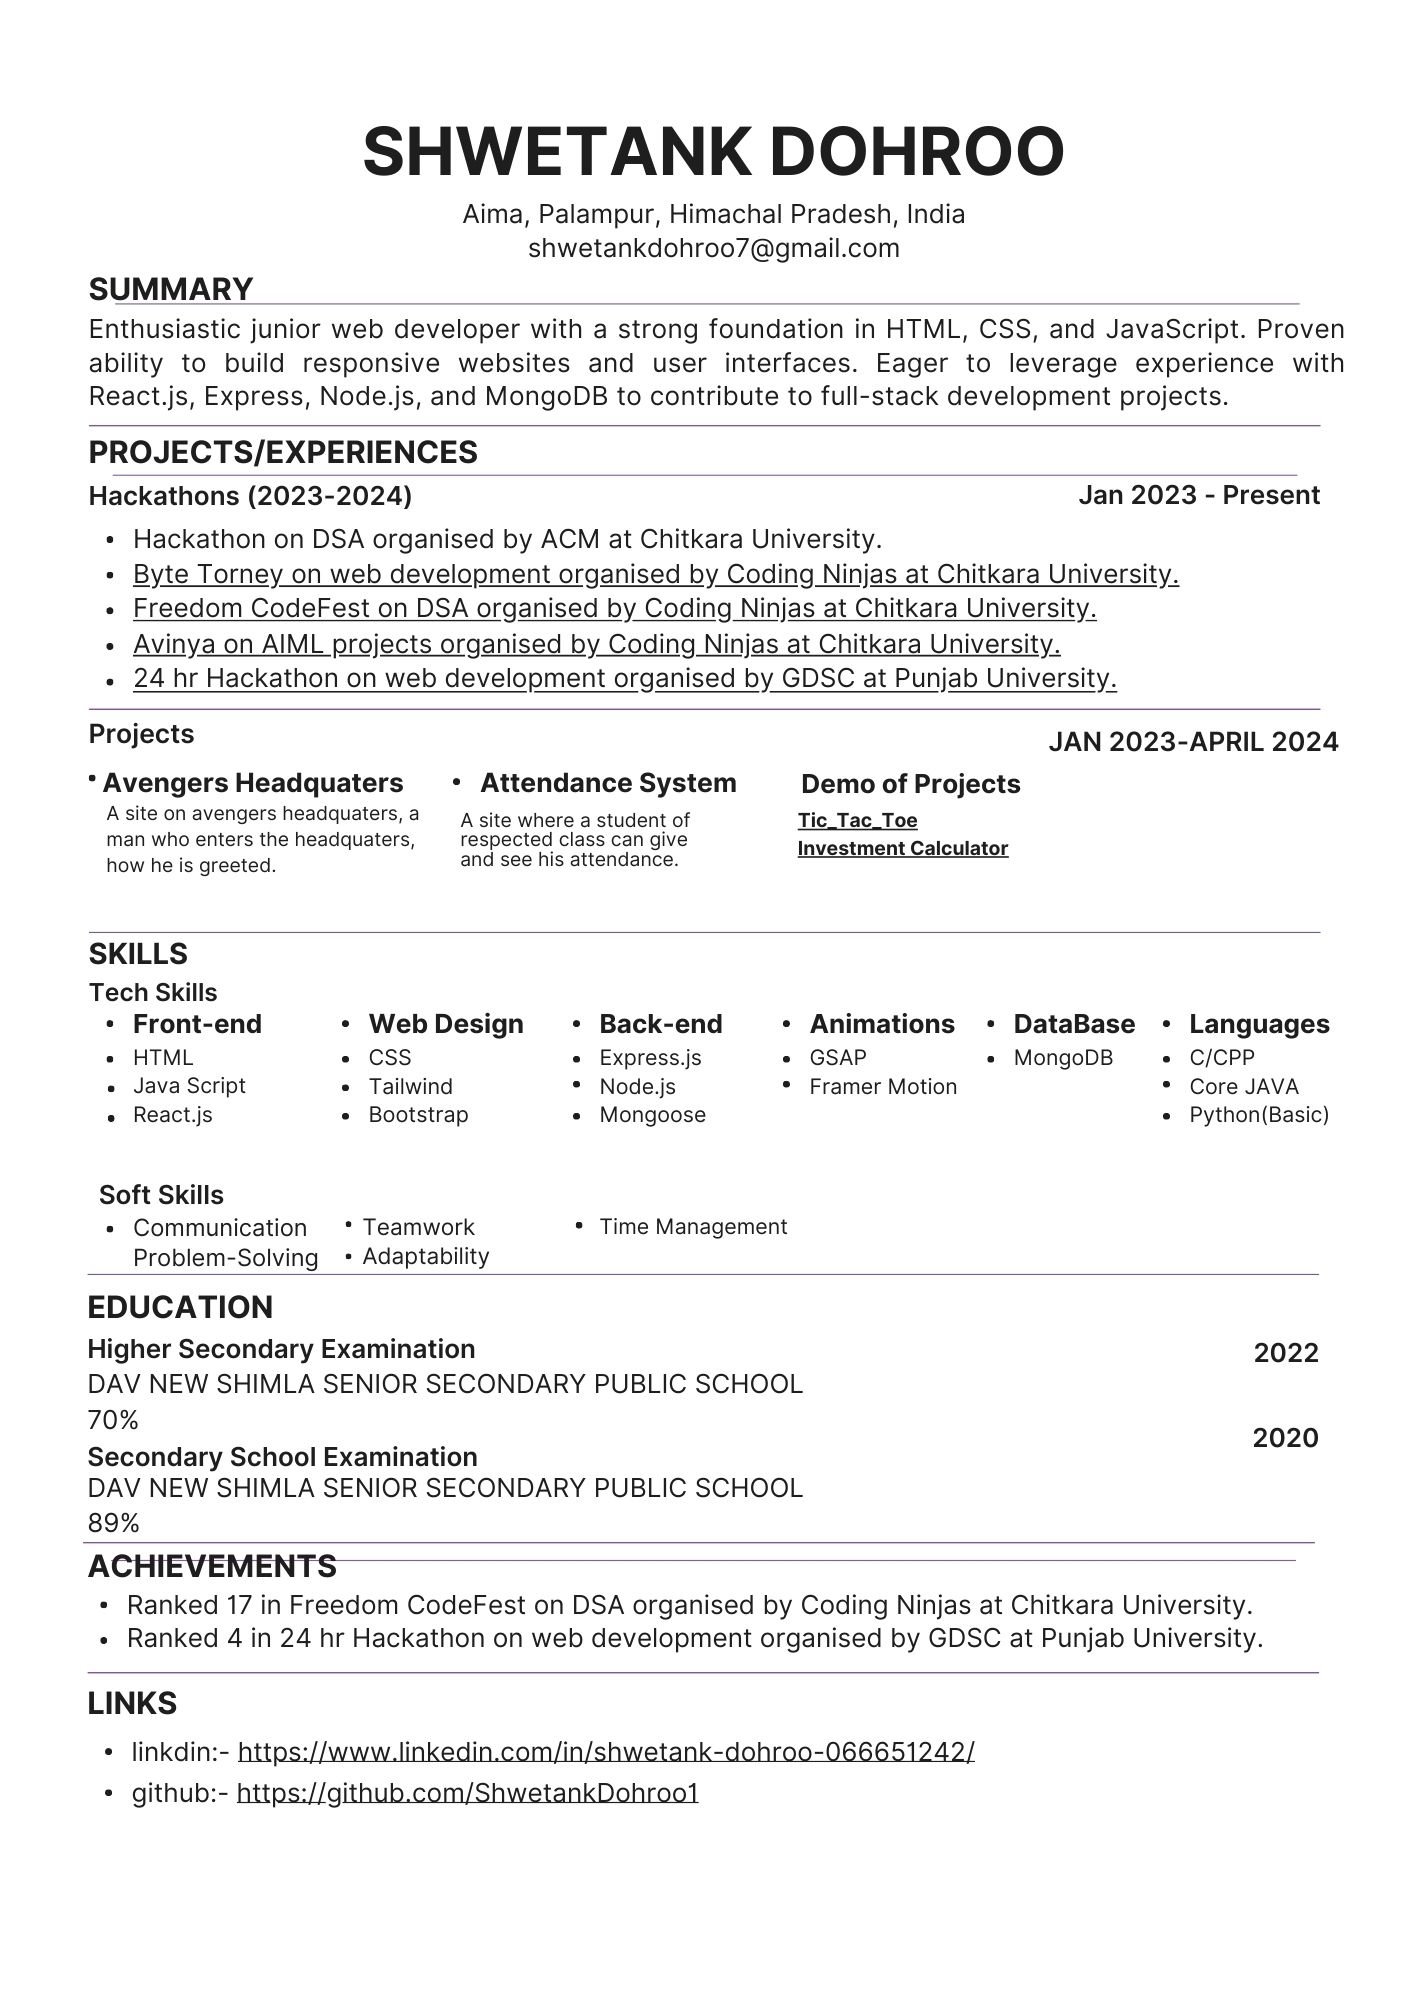 SHWETANK DOHROO
Aima, Palampur, Himachal Pradesh, India
shwetankdohroo7@gmail.com
SUMMARY
Enthusiastic junior web developer with a strong foundation in HTML, CSS, and JavaScript. Proven
ability to build responsive websites and user interfaces. Eager to leverage experience with
React.js, Express, Node.js, and MongoDB to contribute to full-stack development projects.
PROJECTS/EXPERIENCES
Hackathons (2023-2024) Jan 2023 - Present
• Hackathon on DSA organised by ACM at Chitkara University.
• Byte Torney on web development organised by Coding Ninjas at Chitkara University.
• Freedom CodeFest on DSA organised by Coding Ninjas at Chitkara University.
• Avinya on AIML projects organised by Coding Ninjas at Chitkara University.
• 24 hr Hackathon on web development organised by GDSC at Punjab University.
Projects JAN 2023-APRIL 2024
• Avengers Headquaters
A site on avengers headquaters, a
man who enters the headquaters,
how he is greeted.
• Attendance System
A site where a student of
respected class can give
and see his attendance.
Demo of Projects
Tic_Tac_Toe
Investment Calculator
SKILLS
Tech Skills
• Front-end
• HTML
• Java Script
• React.js
• Web Design
• CSS
• Tailwind
• Bootstrap
• Back-end
• Express.js
• Node.js
• Mongoose
• Animations
• GSAP
• Framer Motion
• DataBase
• MongoDB
• Languages
• C/CPP
• Core JAVA
• Python(Basic)
Soft Skills
• Communication
Problem-Solving
• Teamwork
• Adaptability
• Time Management
EDUCATION
Higher Secondary Examination 2022
DAV NEW SHIMLA SENIOR SECONDARY PUBLIC SCHOOL
70%
Secondary School Examination 2020
DAV NEW SHIMLA SENIOR SECONDARY PUBLIC SCHOOL
89%
ACHIEVEMENTS
• Ranked 17 in Freedom CodeFest on DSA organised by Coding Ninjas at Chitkara University.
• Ranked 4 in 24 hr Hackathon on web development organised by GDSC at Punjab University.
LINKS
• linkdin:- https://www.linkedin.com/in/shwetank-dohroo-066651242/
• github:- https://github.com/ShwetankDohroo1